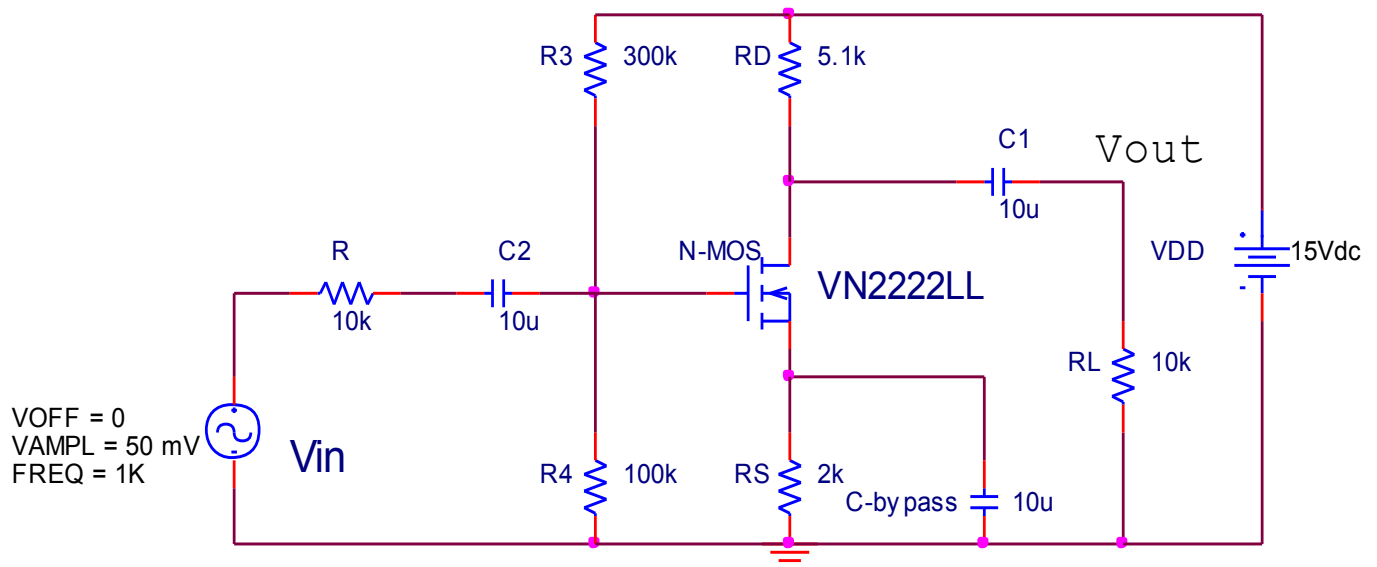 R3 300k
RD 5.1k
C1
Vout
10u
R
C2
N-MOS
VDD
15Vdc
VN2222LL
10k
10u
RL 10k
VOFF = 0
VAMPL = 50 mV
FREQ = 1K
Vin
R4 100k
RS 2k
C-by pass 10u